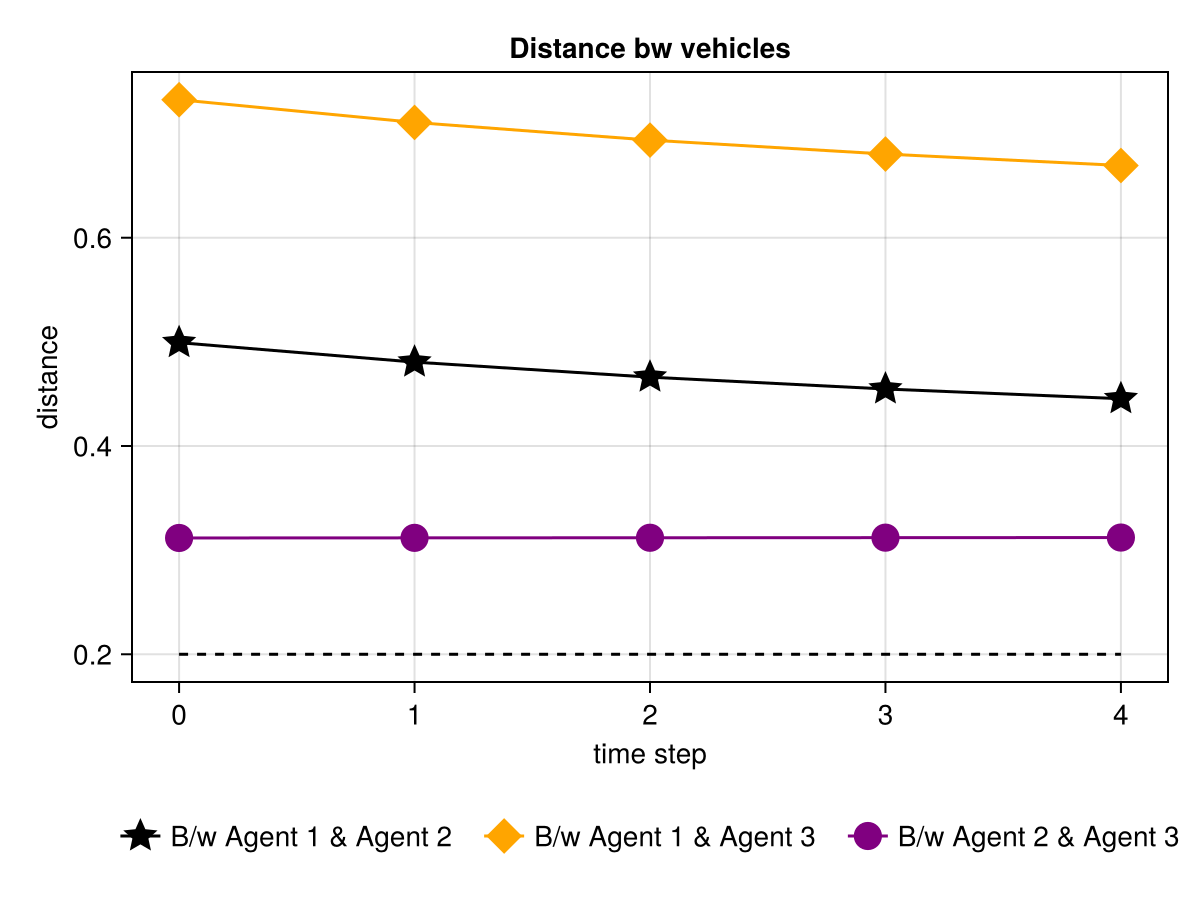 Distance bw vehicles
distance
0.6
0.4
0.2
0 1 2 3 4
time step
B/w Agent 1 & Agent 2 B/w Agent 1 & Agent 3 B/w Agent 2 & Agent 3